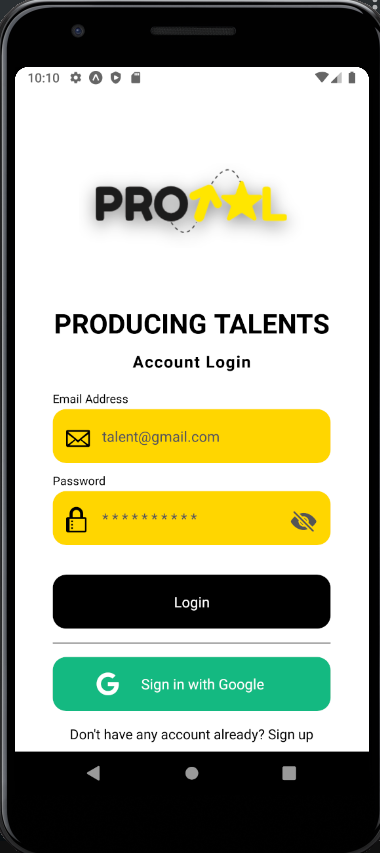 10:10
PROTAL
PRODUCING TALENTS
Account Login
Email Address
talent@gmail.com
Password
**********
Login
G Sign in with Google
Don't have any account already? Sign up